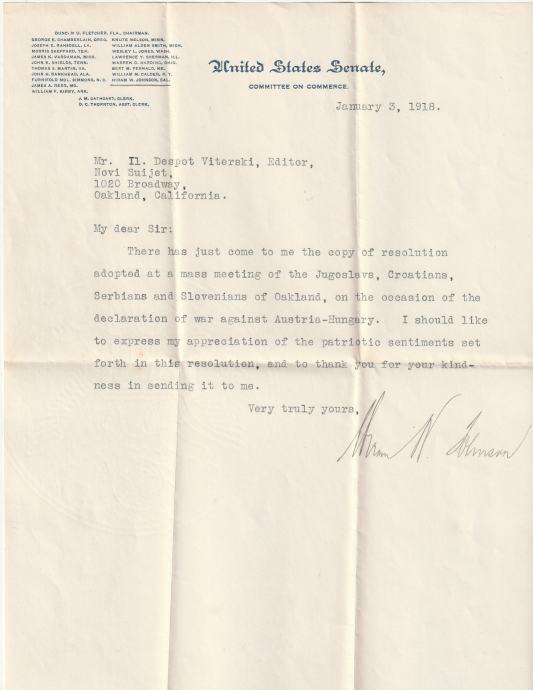 DUNCAN U. FLETCHER, FLA., CHAIRMAN.
GEORGE E. CHAMBERLAIN, OREG. KNUTE NELSON, MINN.
JOSEPH E. RANSDELL, LA. WILLIAM ALDEN SMITH, MICH.
MORRIS SHEPPARD, TEX. WESLEY L. JONES, WASH.
JAMES K. VARDAMAN, MISS. LAWRENCE Y. SHERMAN, ILL.
JOHN K. SHIELDS, TENN. WARREN G. HARDING, OHIO.
THOMAS S. MARTIN, VA. BERT M. FERNALD, ME.
JOHN H. BANKHEAD, ALA. WILLIAM M. CALDER, N. Y.
FURNIFOLD MCL. SIMMONS, N. C. HIRAM W. JOHNSON, CAL.
JAMES A. REED, MO.
WILLIAM F. KIRBY, ARK.
J. M. CATHCART, CLERK.
D. C. THORNTON, ASST. CLERK.
United States Senate,
COMMITTEE ON COMMERCE.
January 3, 1918.
Mr. Il. Despot Viterski, Editor,
Novi Suijet,
1020 Broadway,
Oakland, California.
My dear Sir:
There has just come to me the copy of resolution
adopted at a mass meeting of the Jugoslavs, Croatians,
Serbians and Slovenians of Oakland, on the occasion of the
declaration of war against Austria-Hungary. I should like
to express my appreciation of the patriotic sentiments set
forth in this resolution, and to thank you for your kind-
ness in sending it to me.
Very truly yours,
Hiram W. Johnson